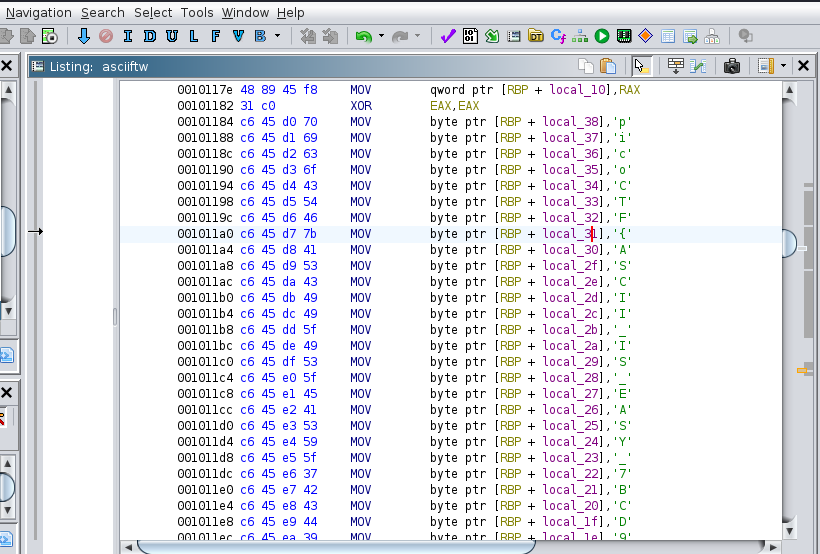 Navigation Search Select Tools Window Help
I D U L F V B
Listing: asciiftw
0010117e 48 89 45 f8 MOV qword ptr [RBP + local_10],RAX
00101182 31 c0 XOR EAX,EAX
00101184 c6 45 d0 70 MOV byte ptr [RBP + local_38],'p'
00101188 c6 45 d1 69 MOV byte ptr [RBP + local_37],'i'
0010118c c6 45 d2 63 MOV byte ptr [RBP + local_36],'c'
00101190 c6 45 d3 6f MOV byte ptr [RBP + local_35],'o'
00101194 c6 45 d4 43 MOV byte ptr [RBP + local_34],'C'
00101198 c6 45 d5 54 MOV byte ptr [RBP + local_33],'T'
0010119c c6 45 d6 46 MOV byte ptr [RBP + local_32],'F'
001011a0 c6 45 d7 7b MOV byte ptr [RBP + local_31],'{'
001011a4 c6 45 d8 41 MOV byte ptr [RBP + local_30],'A'
001011a8 c6 45 d9 53 MOV byte ptr [RBP + local_2f],'S'
001011ac c6 45 da 43 MOV byte ptr [RBP + local_2e],'C'
001011b0 c6 45 db 49 MOV byte ptr [RBP + local_2d],'I'
001011b4 c6 45 dc 49 MOV byte ptr [RBP + local_2c],'I'
001011b8 c6 45 dd 5f MOV byte ptr [RBP + local_2b],'_'
001011bc c6 45 de 49 MOV byte ptr [RBP + local_2a],'I'
001011c0 c6 45 df 53 MOV byte ptr [RBP + local_29],'S'
001011c4 c6 45 e0 5f MOV byte ptr [RBP + local_28],'_'
001011c8 c6 45 e1 45 MOV byte ptr [RBP + local_27],'E'
001011cc c6 45 e2 41 MOV byte ptr [RBP + local_26],'A'
001011d0 c6 45 e3 53 MOV byte ptr [RBP + local_25],'S'
001011d4 c6 45 e4 59 MOV byte ptr [RBP + local_24],'Y'
001011d8 c6 45 e5 5f MOV byte ptr [RBP + local_23],'_'
001011dc c6 45 e6 37 MOV byte ptr [RBP + local_22],'7'
001011e0 c6 45 e7 42 MOV byte ptr [RBP + local_21],'B'
001011e4 c6 45 e8 43 MOV byte ptr [RBP + local_20],'C'
001011e8 c6 45 e9 44 MOV byte ptr [RBP + local_1f],'D'
001011ec c6 45 ea 39 MOV byte ptr [RBP + local_1e],'9'